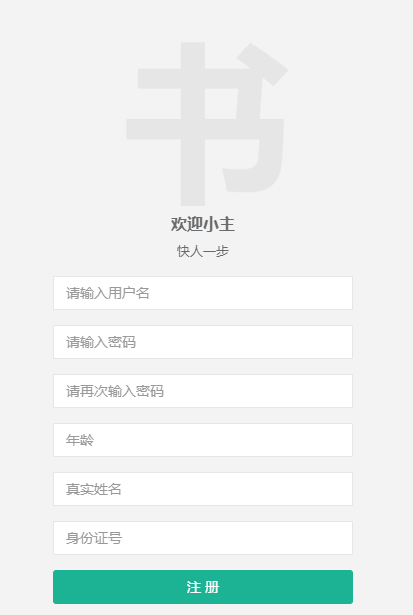 书
欢迎小主
快人一步
请输入用户名
请输入密码
请再次输入密码
年龄
真实姓名
身份证号
注 册